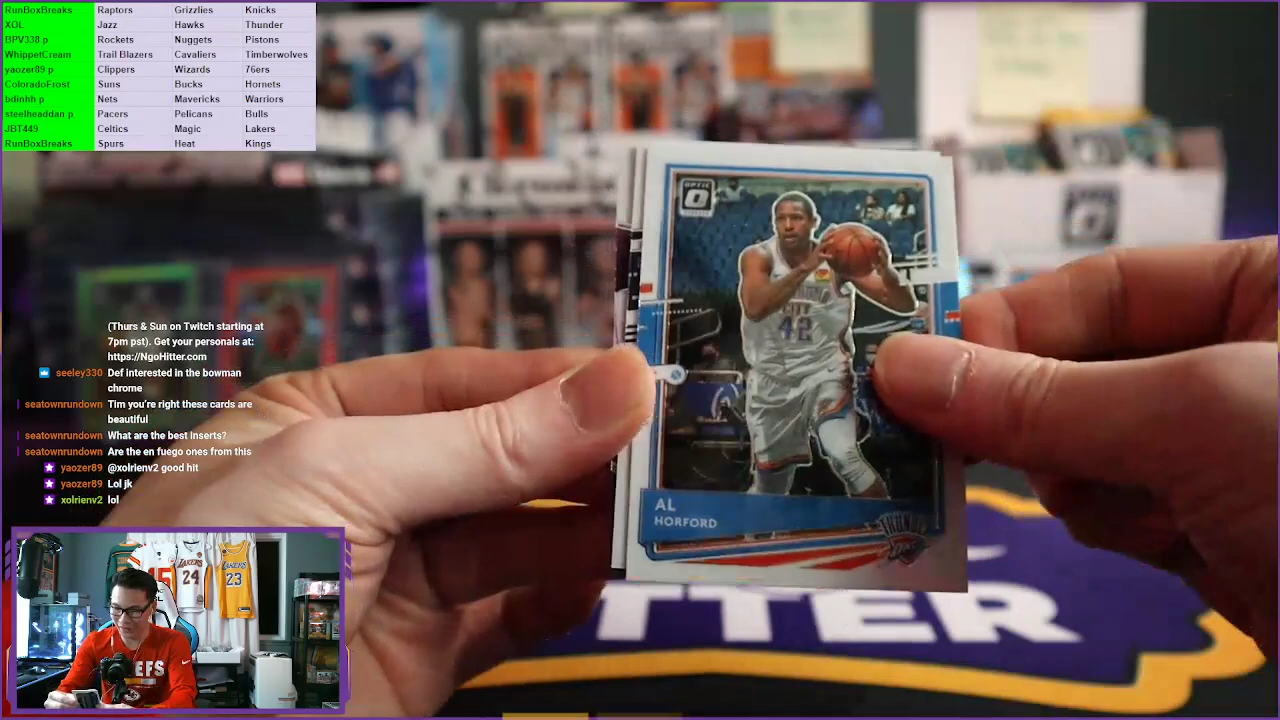 RunBoxBreaks Raptors Grizzlies Knicks
XOL Jazz Hawks Thunder
BPV338 p Rockets Nuggets Pistons
WhippetCream Trail Blazers Cavaliers Timberwolves
yaozer89 p Clippers Wizards 76ers
ColoradoFrost Suns Bucks Hornets
bdinhh p Nets Mavericks Warriors
steelheaddan p Pacers Pelicans Bulls
JBT449 Celtics Magic Lakers
RunBoxBreaks Spurs Heat Kings
(Thurs & Sun on Twitch starting at
7pm pst). Get your personals at:
https://NgoHitter.com
seeley330 Def interested in the bowman
chrome
seatownrundown Tim you're right these cards are
beautiful
seatownrundown What are the best Inserts?
seatownrundown Are the en fuego ones from this
yaozer89 @xolrienv2 good hit
yaozer89 Lol jk
xolrienv2 lol
OPTIC
CITY
42
AL
HORFORD
THUNDER
TTER
LAKERS
24
LAKERS
23
EFS